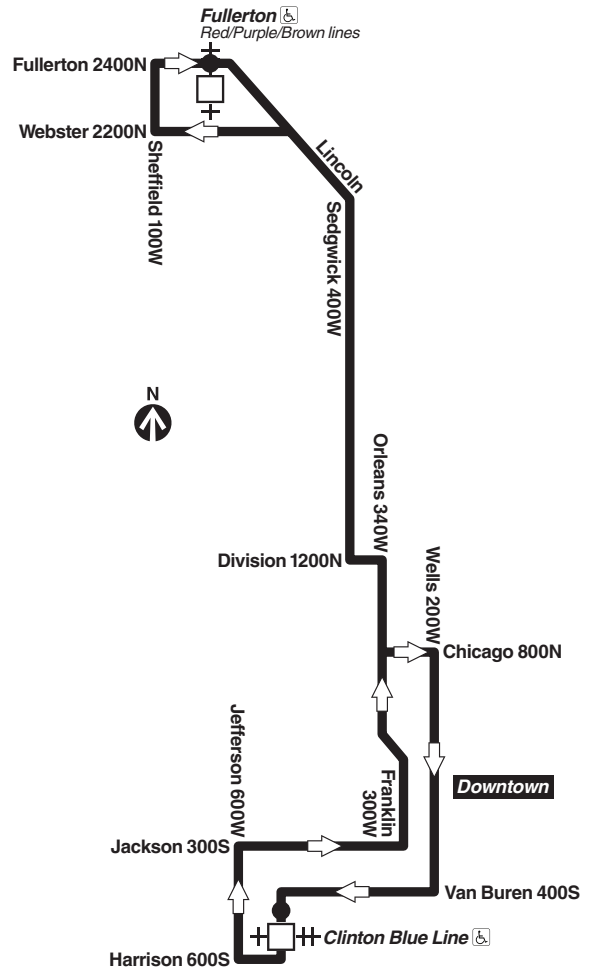 Fullerton
Red/Purple/Brown lines
Fullerton 2400N
Webster 2200N
Sheffield 100W
Lincoln
Sedgwick 400W
N
Orleans 340W
Division 1200N
Wells 200W
Chicago 800N
Jefferson 600W
Franklin
300W
Downtown
Jackson 300S
Van Buren 400S
Clinton Blue Line
Harrison 600S